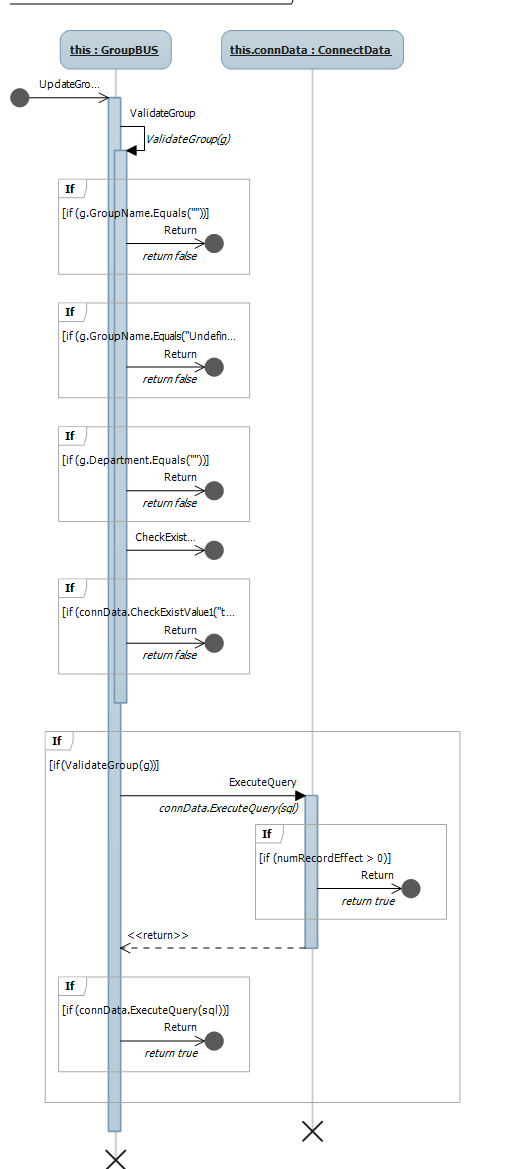 this : GroupBUS
this.connData : ConnectData
UpdateGro...
ValidateGroup
ValidateGroup(g)
If
[if (g.GroupName.Equals(""))]
Return
return false
If
[if (g.GroupName.Equals("Undefin...
Return
return false
If
[if (g.Department.Equals(""))]
Return
return false
CheckExist...
If
[if (connData.CheckExistValue1("t...
Return
return false
If
[if(ValidateGroup(g))]
ExecuteQuery
connData.ExecuteQuery(sql)
If
[if (numRecordEffect > 0)]
Return
return true
<<return>>
If
[if (connData.ExecuteQuery(sql))]
Return
return true